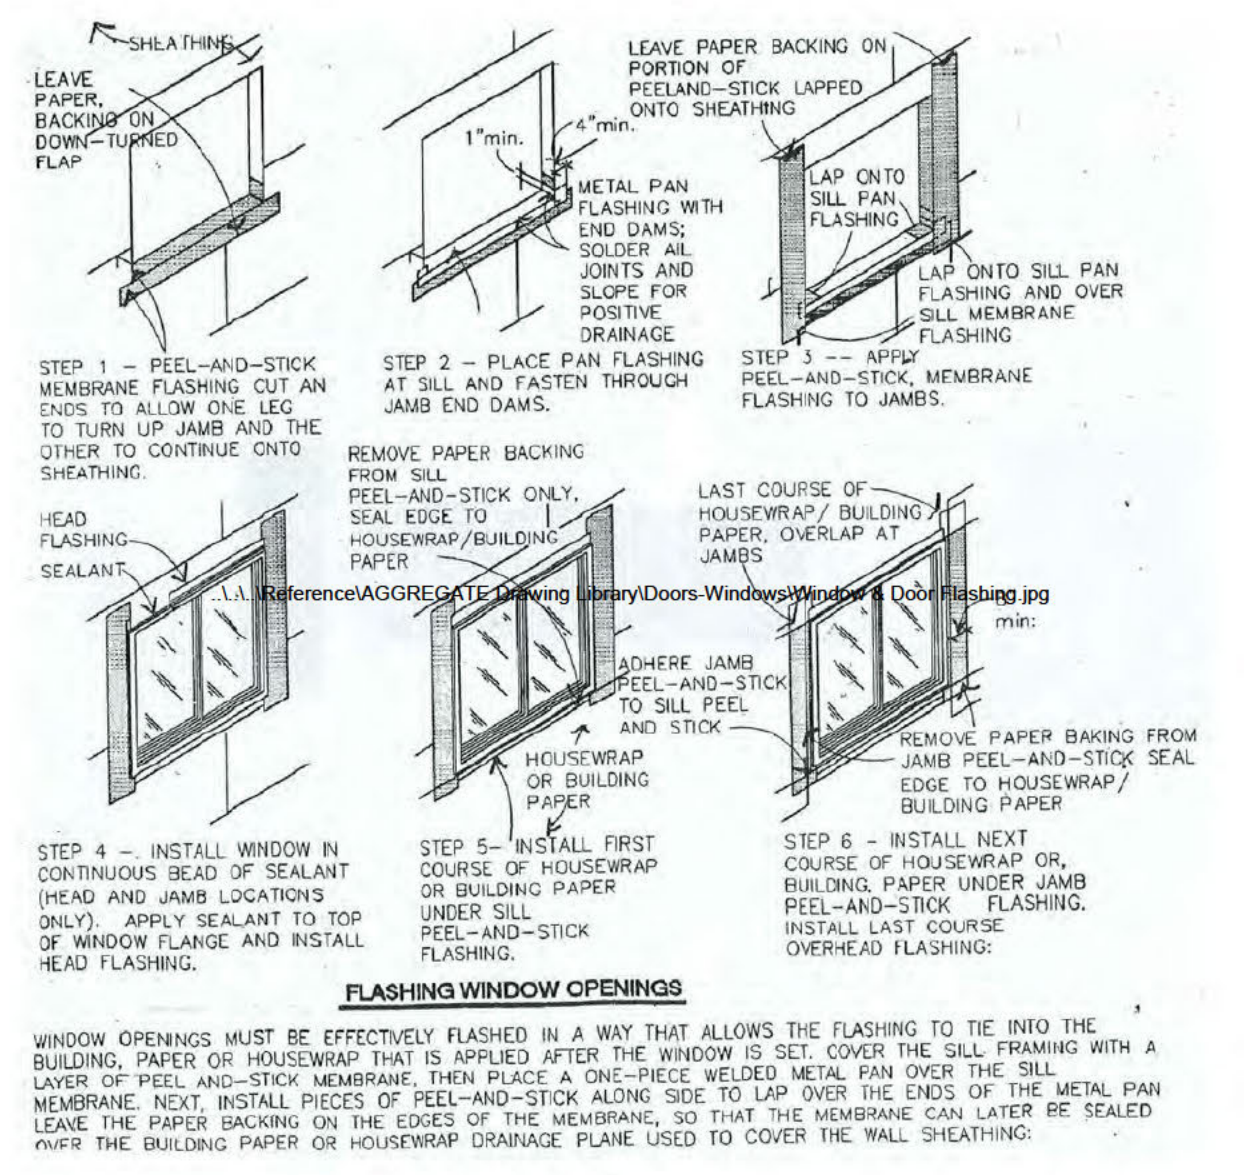 SHEATHING
LEAVE
PAPER,
BACKING ON
DOWN-TURNED
FLAP
1"min.
4"min.
METAL PAN
FLASHING WITH
END DAMS;
SOLDER AIL
JOINTS AND
SLOPE FOR
POSITIVE
DRAINAGE
LEAVE PAPER BACKING ON
PORTION OF
PEELAND-STICK LAPPED
ONTO SHEATHING
LAP ONTO
SILL PAN
FLASHING
LAP ONTO SILL PAN
FLASHING AND OVER
SILL MEMBRANE
FLASHING
STEP 1 - PEEL-AND-STICK
MEMBRANE FLASHING CUT AN
ENDS TO ALLOW ONE LEG
TO TURN UP JAMB AND THE
OTHER TO CONTINUE ONTO
SHEATHING.
STEP 2 - PLACE PAN FLASHING
AT SILL AND FASTEN THROUGH
JAMB END DAMS.
STEP 3 -- APPLY
PEEL-AND-STICK, MEMBRANE
FLASHING TO JAMBS.
HEAD
FLASHING
SEALANT
REMOVE PAPER BACKING
FROM SILL
PEEL-AND-STICK ONLY,
SEAL EDGE TO
HOUSEWRAP/BUILDING
PAPER
LAST COURSE OF
HOUSEWRAP/ BUILDING
PAPER, OVERLAP AT
JAMBS
..\..\..\Reference\AGGREGATE Drawing Library\Doors-Windows\Window & Door Flashing.jpg
min:
ADHERE JAMB
PEEL-AND-STICK
TO SILL PEEL
AND STICK
HOUSEWRAP
OR BUILDING
PAPER
REMOVE PAPER BAKING FROM
JAMB PEEL-AND-STICK SEAL
EDGE TO HOUSEWRAP/
BUILDING PAPER
STEP 4 -. INSTALL WINDOW IN
CONTINUOUS BEAD OF SEALANT
(HEAD AND JAMB LOCATIONS
ONLY). APPLY SEALANT TO TOP
OF WINDOW FLANGE AND INSTALL
HEAD FLASHING.
STEP 5- INSTALL FIRST
COURSE OF HOUSEWRAP
OR BUILDING PAPER
UNDER SILL
PEEL-AND-STICK
FLASHING.
STEP 6 - INSTALL NEXT
COURSE OF HOUSEWRAP OR,
BUILDING. PAPER UNDER JAMB
PEEL-AND-STICK FLASHING.
INSTALL LAST COURSE
OVERHEAD FLASHING:
FLASHING WINDOW OPENINGS
WINDOW OPENINGS MUST BE EFFECTIVELY FLASHED IN A WAY THAT ALLOWS THE FLASHING TO TIE INTO THE
BUILDING, PAPER OR HOUSEWRAP THAT IS APPLIED AFTER THE WINDOW IS SET. COVER THE SILL FRAMING WITH A
LAYER OF PEEL AND-STICK MEMBRANE, THEN PLACE A ONE-PIECE WELDED METAL PAN OVER THE SILL
MEMBRANE. NEXT, INSTALL PIECES OF PEEL-AND-STICK ALONG SIDE TO LAP OVER THE ENDS OF THE METAL PAN
LEAVE THE PAPER BACKING ON THE EDGES OF THE MEMBRANE, SO THAT THE MEMBRANE CAN LATER BE SEALED
OVER THE BUILDING PAPER OR HOUSEWRAP DRAINAGE PLANE USED TO COVER THE WALL SHEATHING: